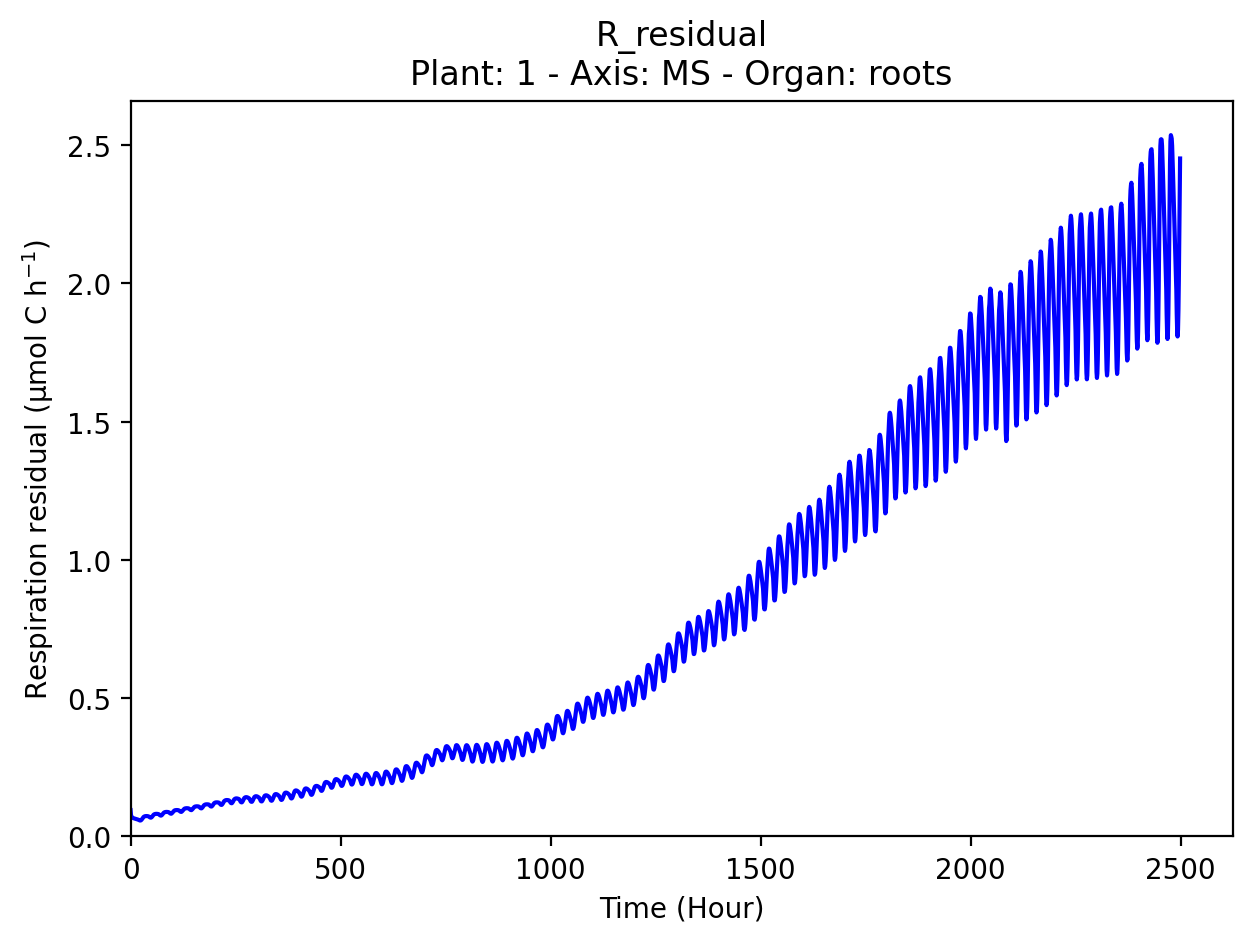 R_residual
Plant: 1 - Axis: MS - Organ: roots
Respiration residual (µmol C h⁻¹)
2.5
2.0
1.5
1.0
0.5
0.0
0 500 1000 1500 2000 2500
Time (Hour)